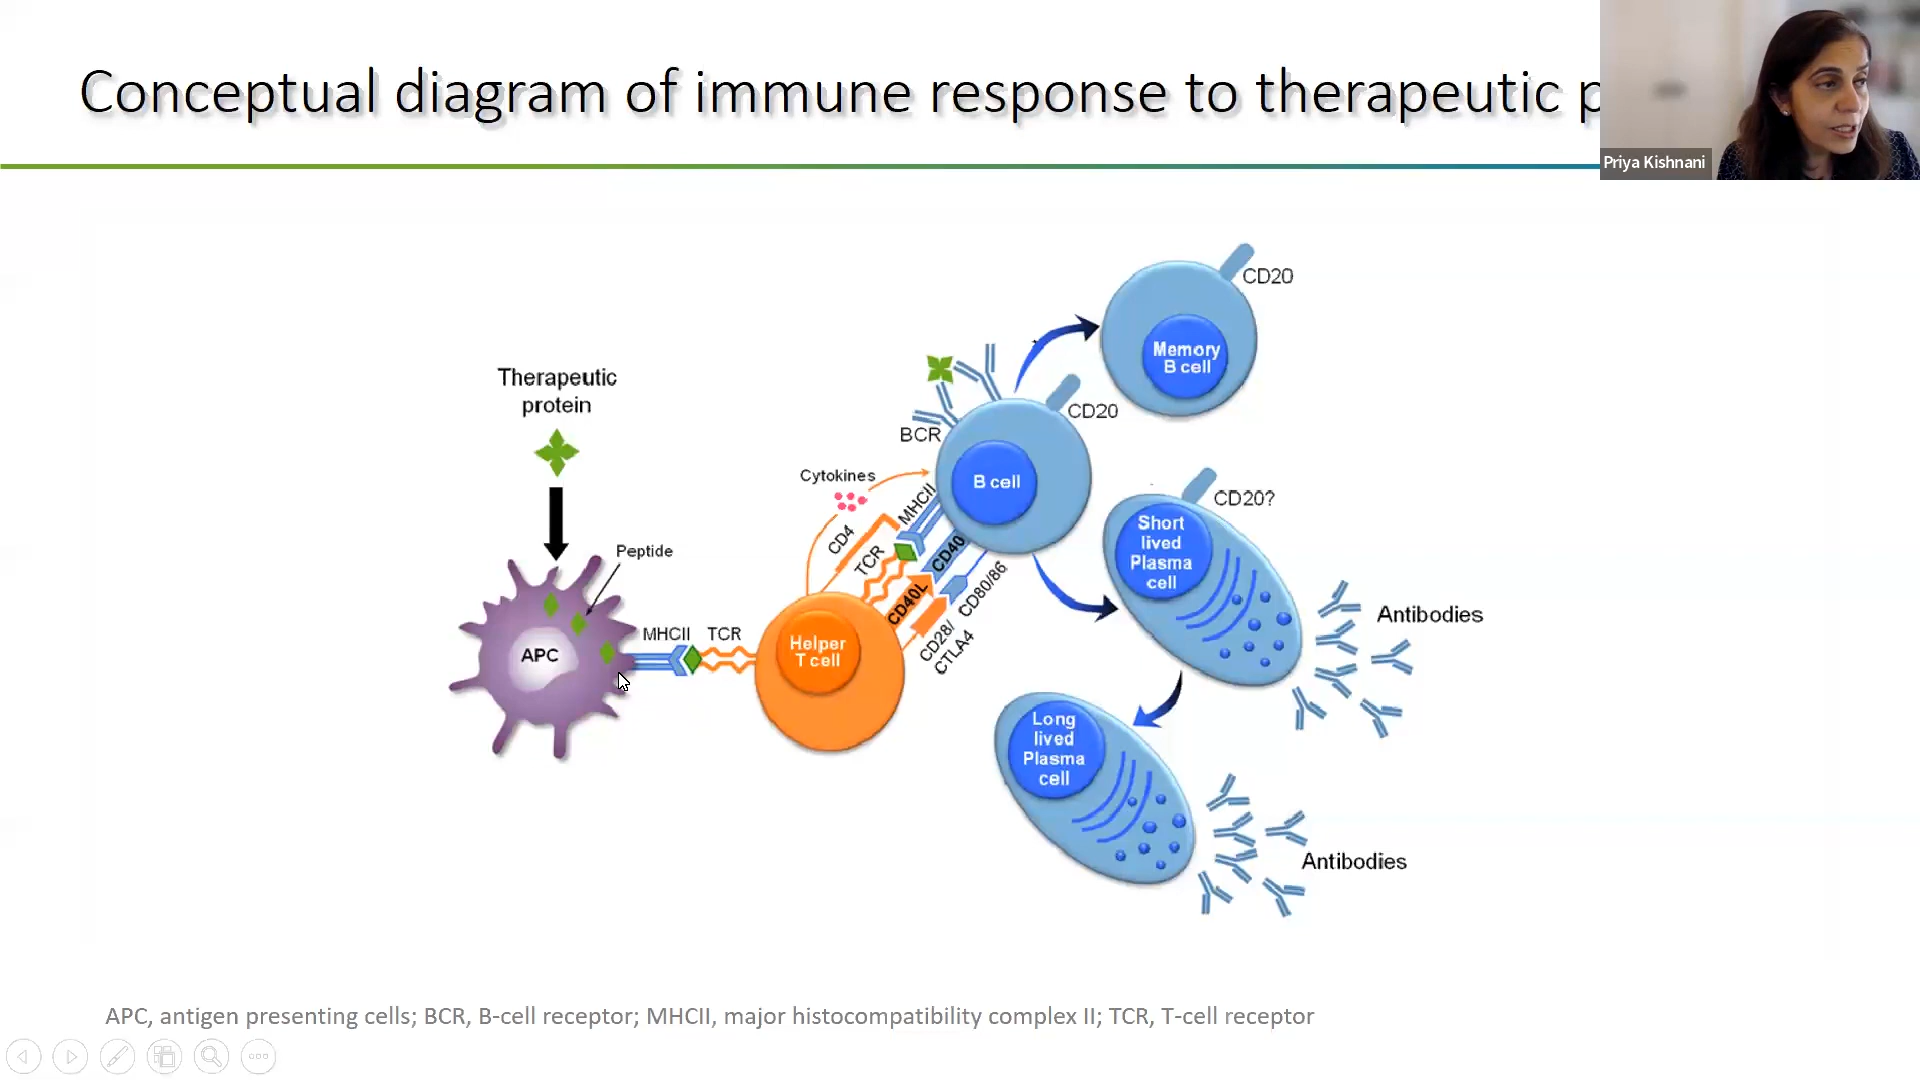 Conceptual diagram of immune response to therapeutic p
Priya Kishnani
CD20
Memory
B cell
Therapeutic
protein
CD20
BCR
Cytokines
B cell
MHCII
CD4
TCR
CD40
CD40L
CD80/86
CD28/
CTLA4
CD20?
Short
lived
Plasma
cell
Peptide
APC
MHCII
TCR
Helper
T cell
Antibodies
Long
lived
Plasma
cell
Antibodies
APC, antigen presenting cells; BCR, B-cell receptor; MHCII, major histocompatibility complex II; TCR, T-cell receptor